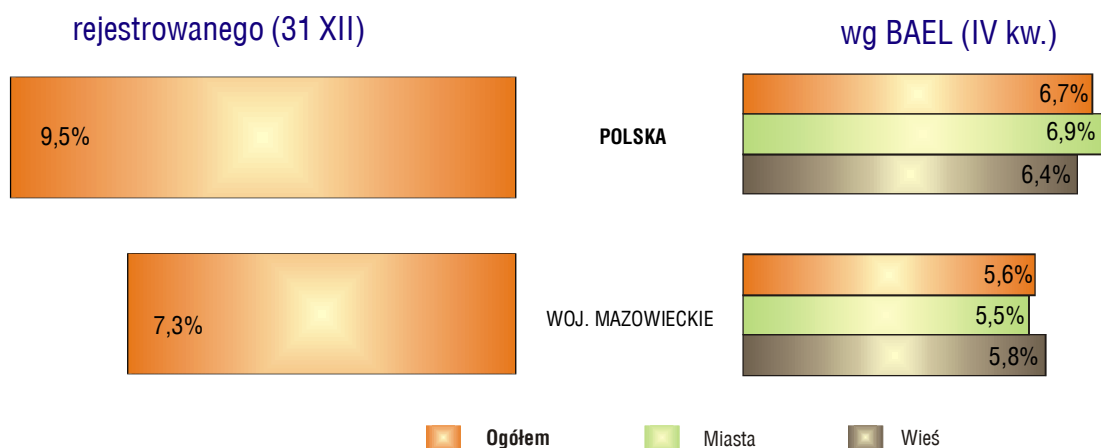 rejestrowanego (31 XII)
wg BAEL (IV kw.)
9,5%
POLSKA
6,7%
6,9%
6,4%
7,3%
WOJ. MAZOWIECKIE
5,6%
5,5%
5,8%
Ogółem
Miasta
Wieś